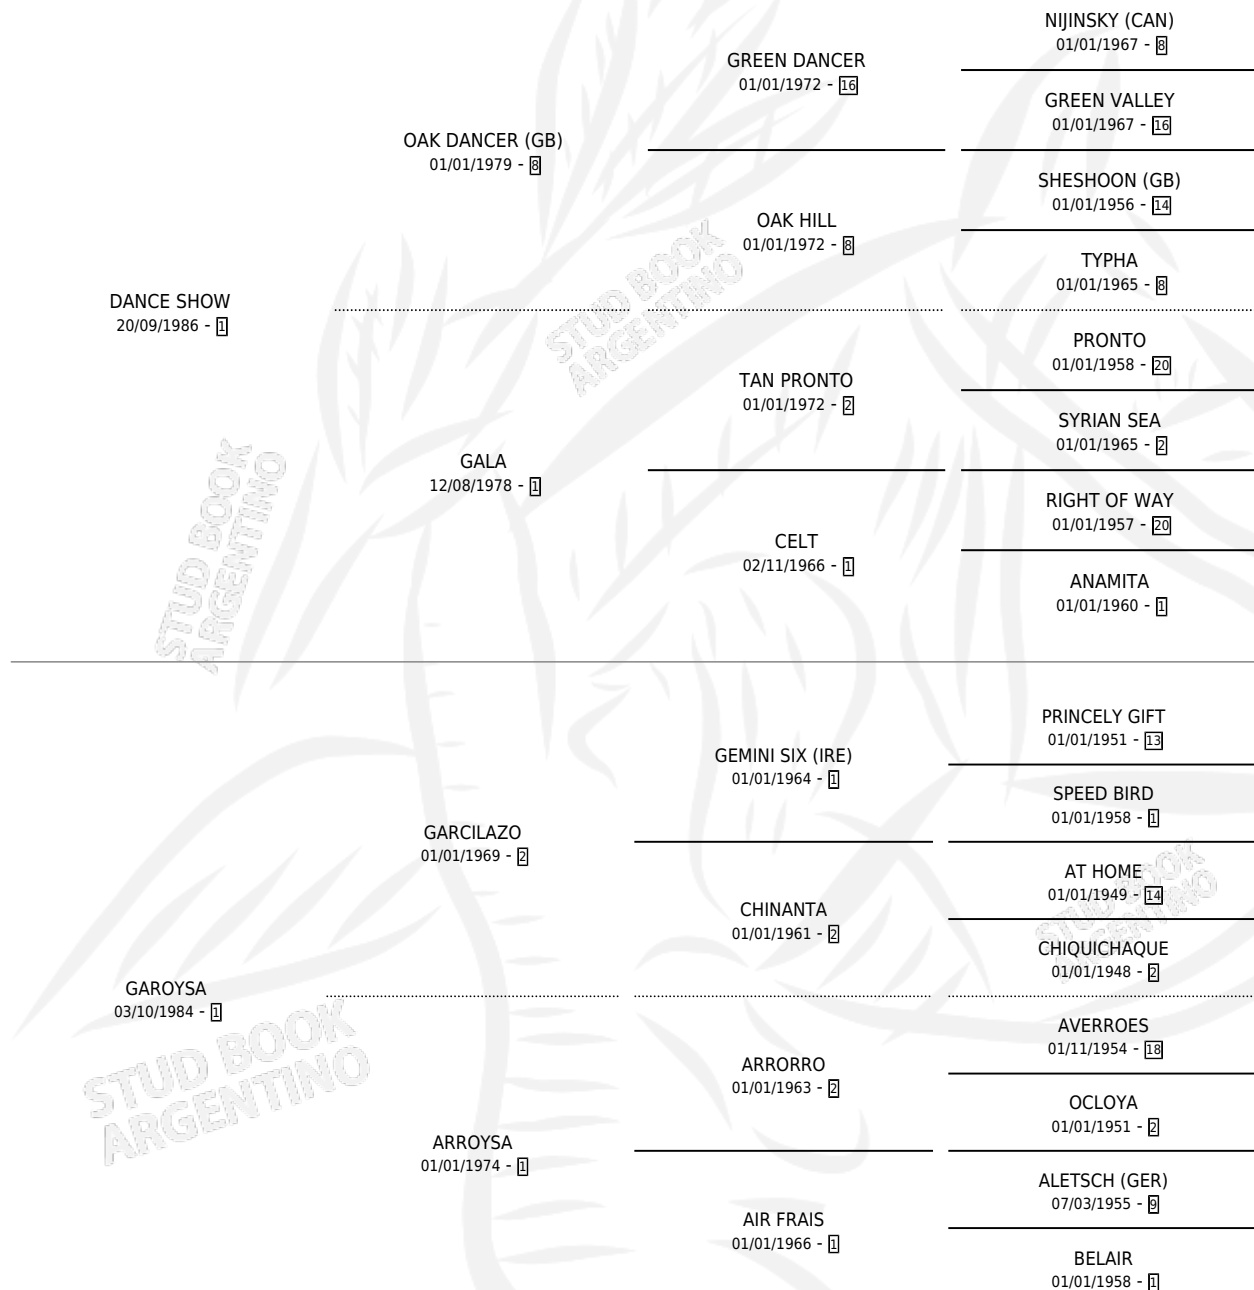 NIJINSKY (CAN)
01/01/1967 - 8
GREEN DANCER
01/01/1972 - 16
GREEN VALLEY
01/01/1967 - 16
OAK DANCER (GB)
01/01/1979 - 8
SHESHOON (GB)
01/01/1956 - 14
OAK HILL
01/01/1972 - 8
TYPHA
01/01/1965 - 8
DANCE SHOW
20/09/1986 - 1
PRONTO
01/01/1958 - 20
TAN PRONTO
01/01/1972 - 2
SYRIAN SEA
01/01/1965 - 2
GALA
12/08/1978 - 1
RIGHT OF WAY
01/01/1957 - 20
CELT
02/11/1966 - 1
ANAMITA
01/01/1960 - 1
PRINCELY GIFT
01/01/1951 - 13
GEMINI SIX (IRE)
01/01/1964 - 1
SPEED BIRD
01/01/1958 - 1
GARCILAZO
01/01/1969 - 2
AT HOME
01/01/1949 - 14
CHINANTA
01/01/1961 - 2
CHIQUICHAQUE
01/01/1948 - 2
GAROYSA
03/10/1984 - 1
AVERROES
01/11/1954 - 18
ARRORRO
01/01/1963 - 2
OCLOYA
01/01/1951 - 2
ARROYSA
01/01/1974 - 1
ALETSCH (GER)
07/03/1955 - 9
AIR FRAIS
01/01/1966 - 1
BELAIR
01/01/1958 - 1
STUD BOOK
ARGENTINO
STUD BOOK
ARGENTINO
STUD BOOK
ARGENTINO
STUD BOOK
ARGENTINO